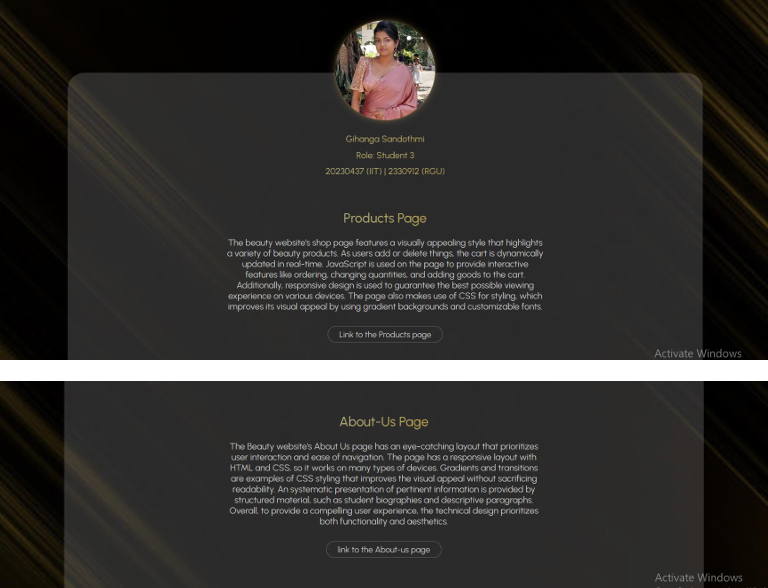 Gihanga Sandothmi
Role: Student 3
20230437 (IIT) | 2330912 (RGU)
Products Page
The beauty website's shop page features a visually appealing style that highlights
a variety of beauty products. As users add or delete things, the cart is dynamically
updated in real-time. JavaScript is used on the page to provide interactive
features like ordering, changing quantities, and adding goods to the cart.
Additionally, responsive design is used to guarantee the best possible viewing
experience on various devices. The page also makes use of CSS for styling, which
improves its visual appeal by using gradient backgrounds and customizable fonts.
Link to the Products page
Activate Windows
About-Us Page
The Beauty website's About Us page has an eye-catching layout that prioritizes
user interaction and ease of navigation. The page has a responsive layout with
HTML and CSS, so it works on many types of devices. Gradients and transitions
are examples of CSS styling that improves the visual appeal without sacrificing
readability. An systematic presentation of pertinent information is provided by
structured material, such as student biographies and descriptive paragraphs.
Overall, to provide a compelling user experience, the technical design prioritizes
both functionality and aesthetics.
link to the About-us page
Activate Windows